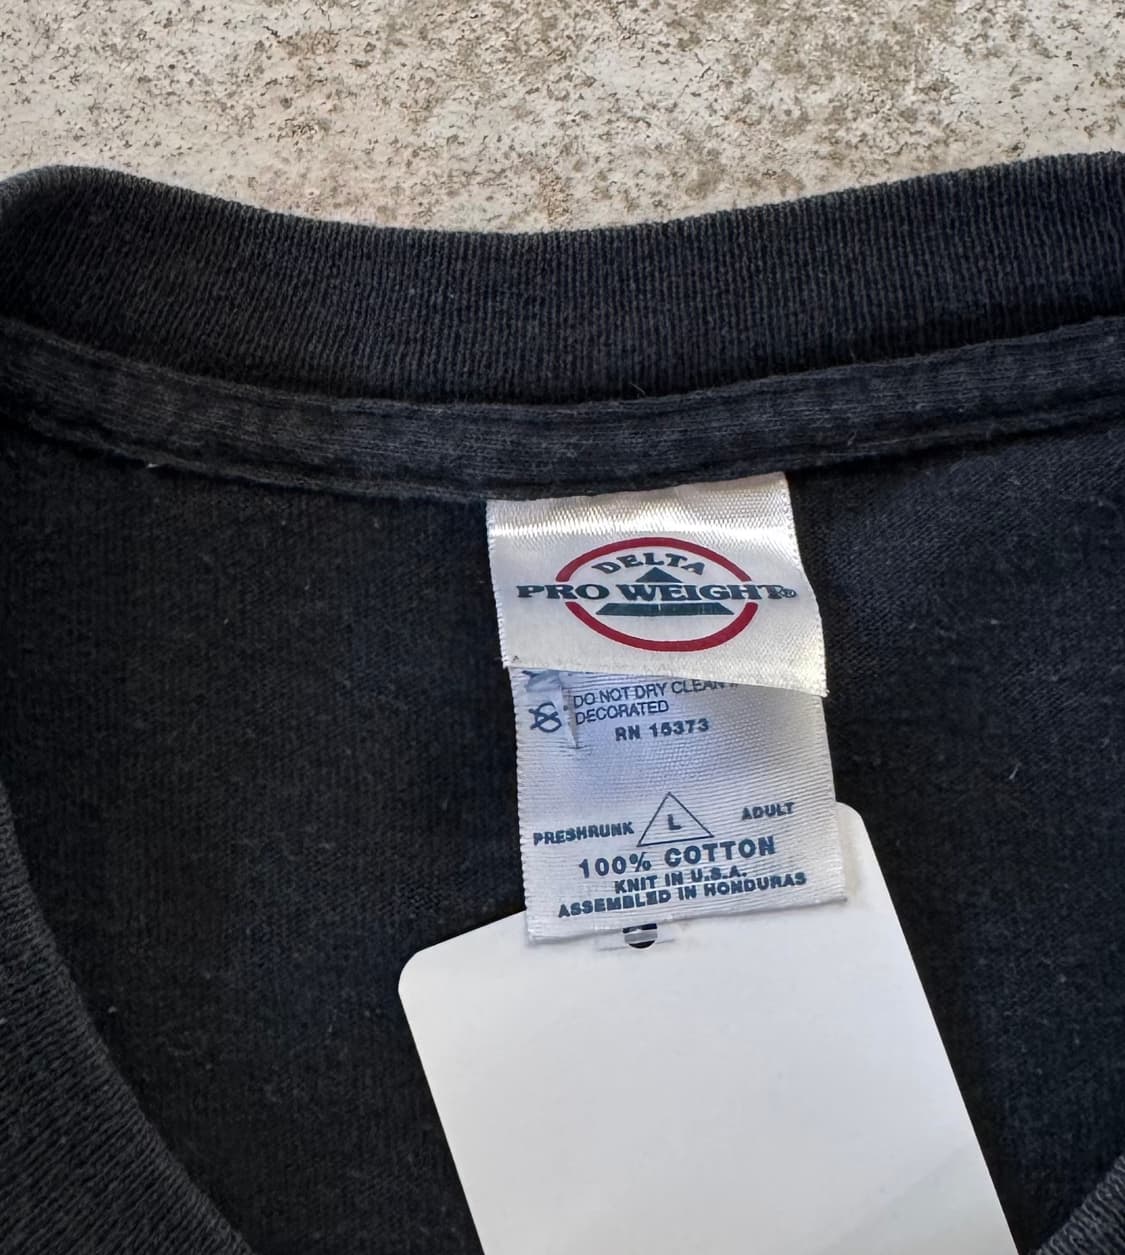 DELTA
PRO WEIGHT®
DO NOT DRY CLEAN
DECORATED
RN 15373
L
PRESHRUNK ADULT
100% COTTON
KNIT IN U.S.A.
ASSEMBLED IN HONDURAS